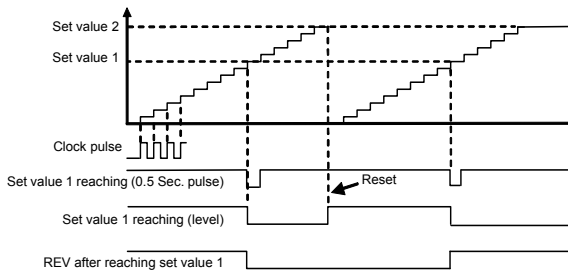 Set value 2
Set value 1
Clock pulse
Set value 1 reaching (0.5 Sec. pulse)
Reset
Set value 1 reaching (level)
REV after reaching set value 1